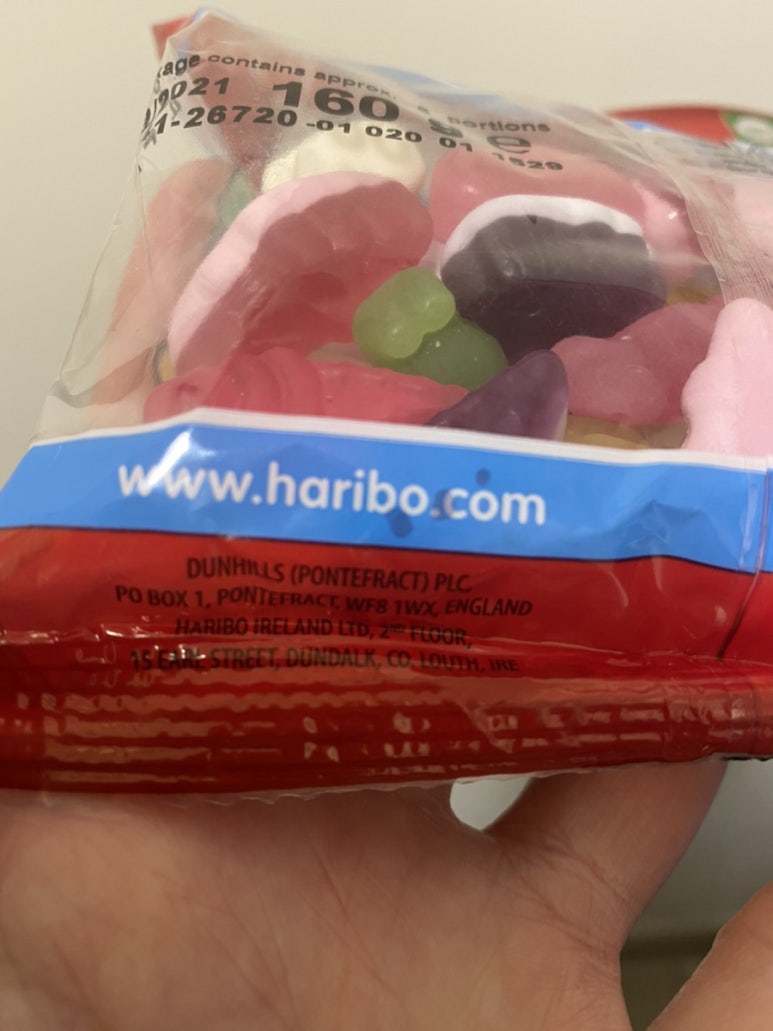 contains approx. portions
160 g e
-26720 -01 020 01 1529
www.haribo.com
DUNHILLS (PONTEFRACT) PLC
PO BOX 1, PONTEFRACT, WF8 1WX, ENGLAND
HARIBO IRELAND LTD, 2ND FLOOR,
15 EARL STREET, DUNDALK, CO. LOUTH, IRE